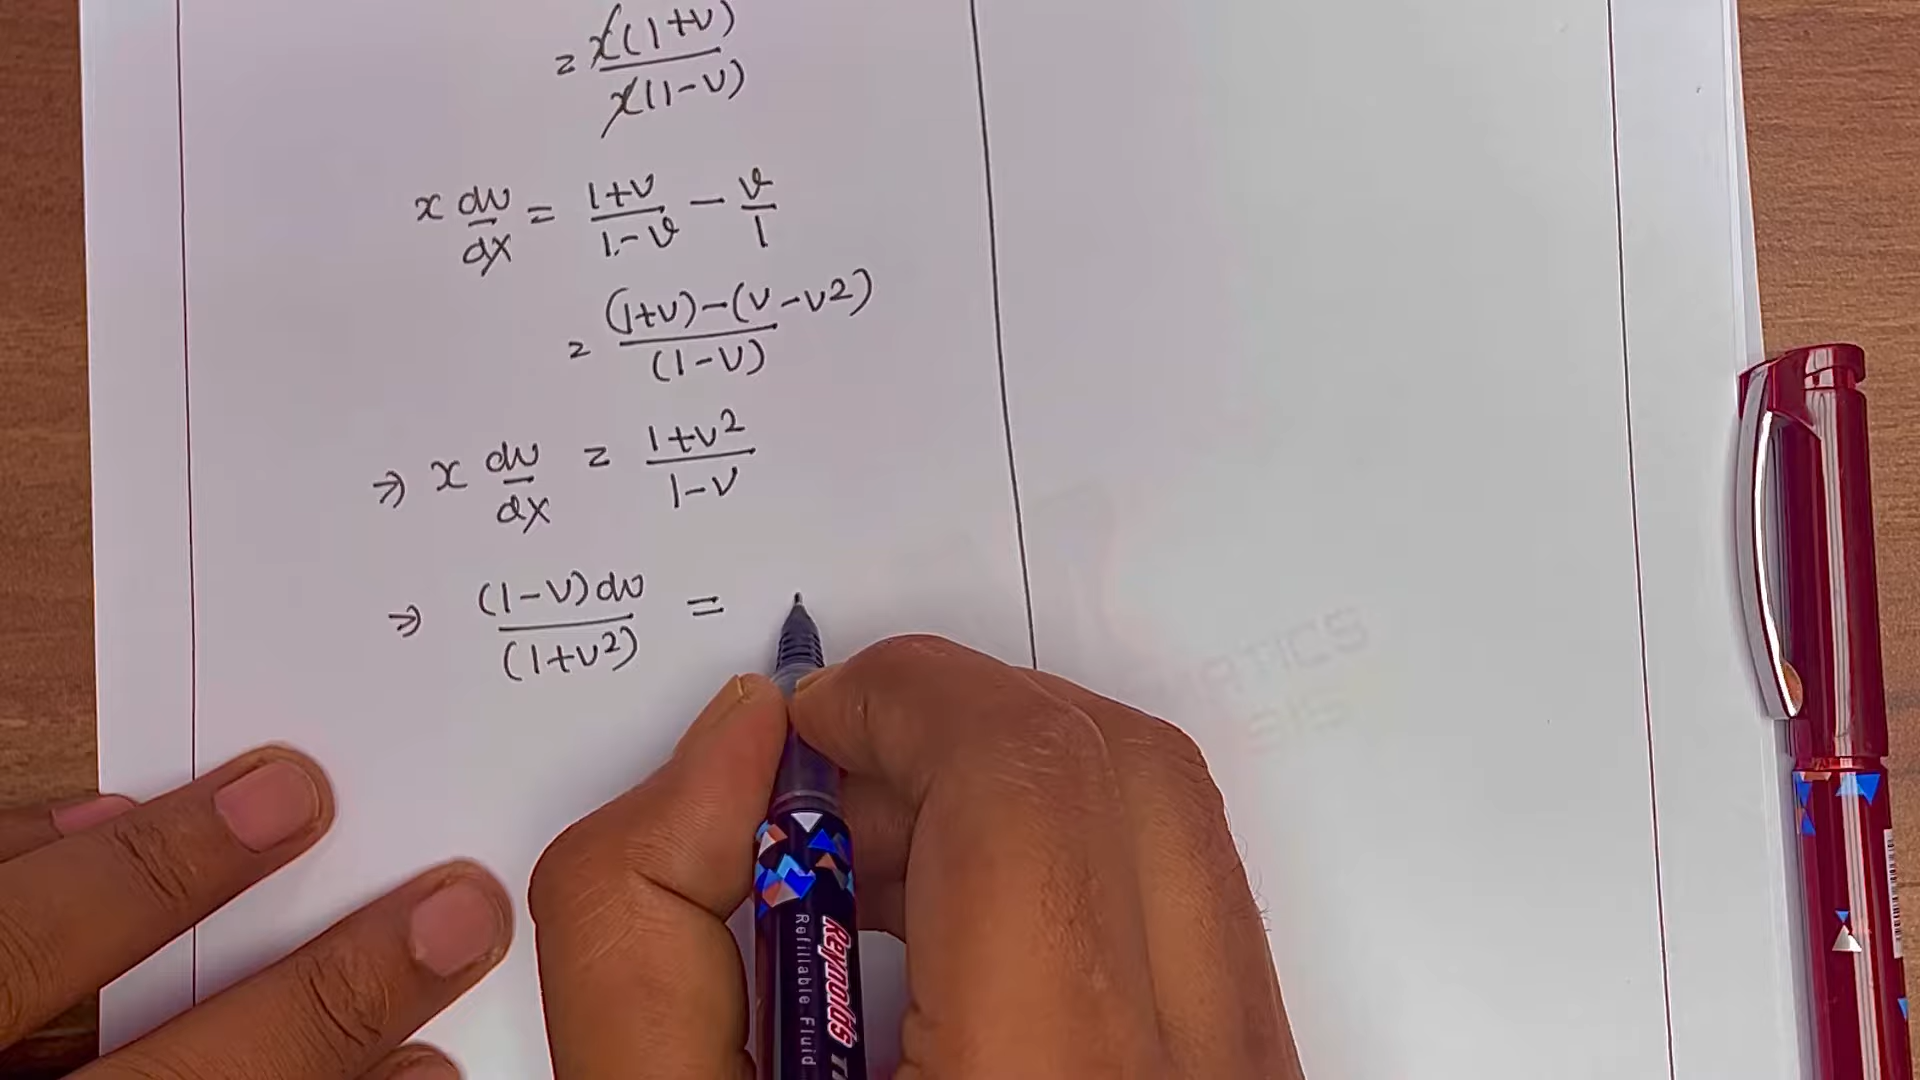 = x(1+v)/x(1-v)
x dv/dx = 1+v/1-v - v/1
= (1+v)-(v-v2)/(1-v)
⇒ x dv/dx = 1+v2/1-v
⇒ (1-v)dv/(1+v2) =
Reynolds
Refillable Fluid